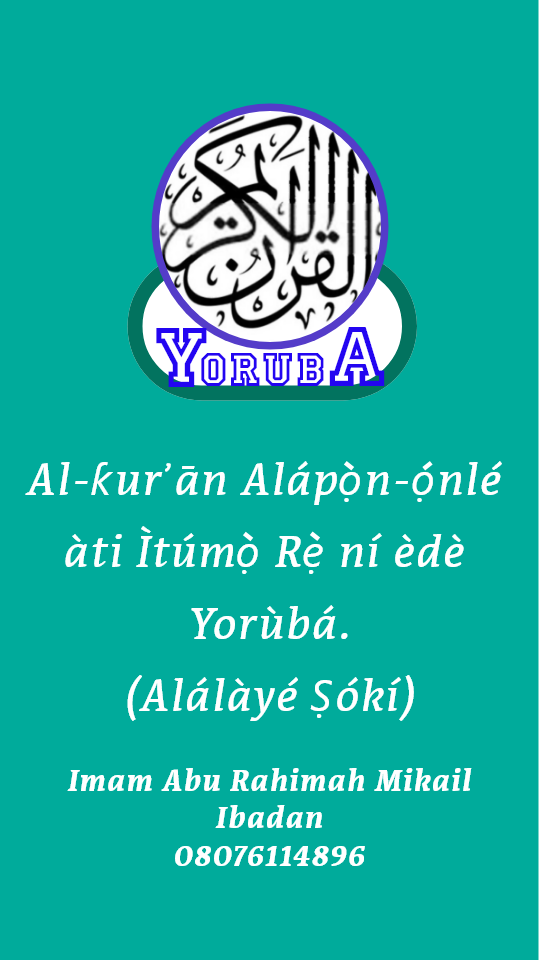 القرآن الكريم
YORUBA
Al-ƙur’ān Alápọ̀n-ọ́nlé
àti Ìtúmọ̀ Rẹ̀ ní èdè
Yorùbá.
(Alálàyé Ṣókí)
Imam Abu Rahimah Mikail
Ibadan
08076114896